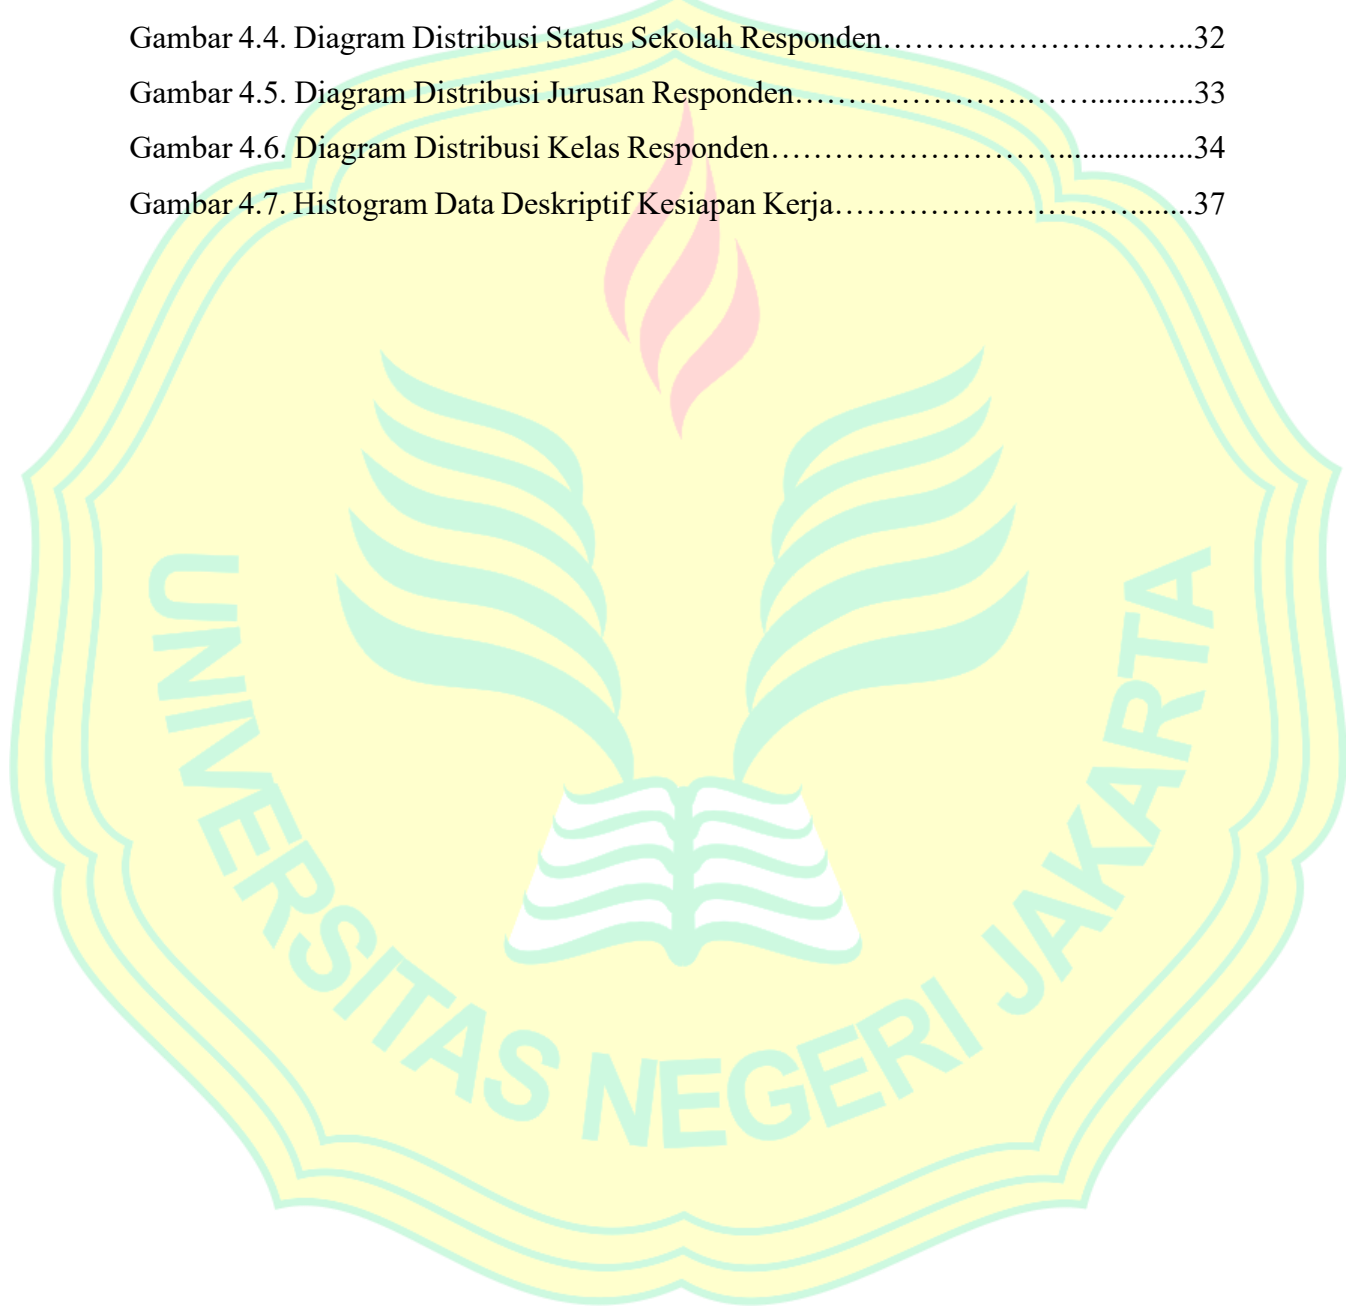 Gambar 4.4. Diagram Distribusi Status Sekolah Responden……….………………..32
Gambar 4.5. Diagram Distribusi Jurusan Responden………………………..............33
Gambar 4.6. Diagram Distribusi Kelas Responden………………………..................34
Gambar 4.7. Histogram Data Deskriptif Kesiapan Kerja…………………….….........37
UNIVERSITAS NEGERI JAKARTA